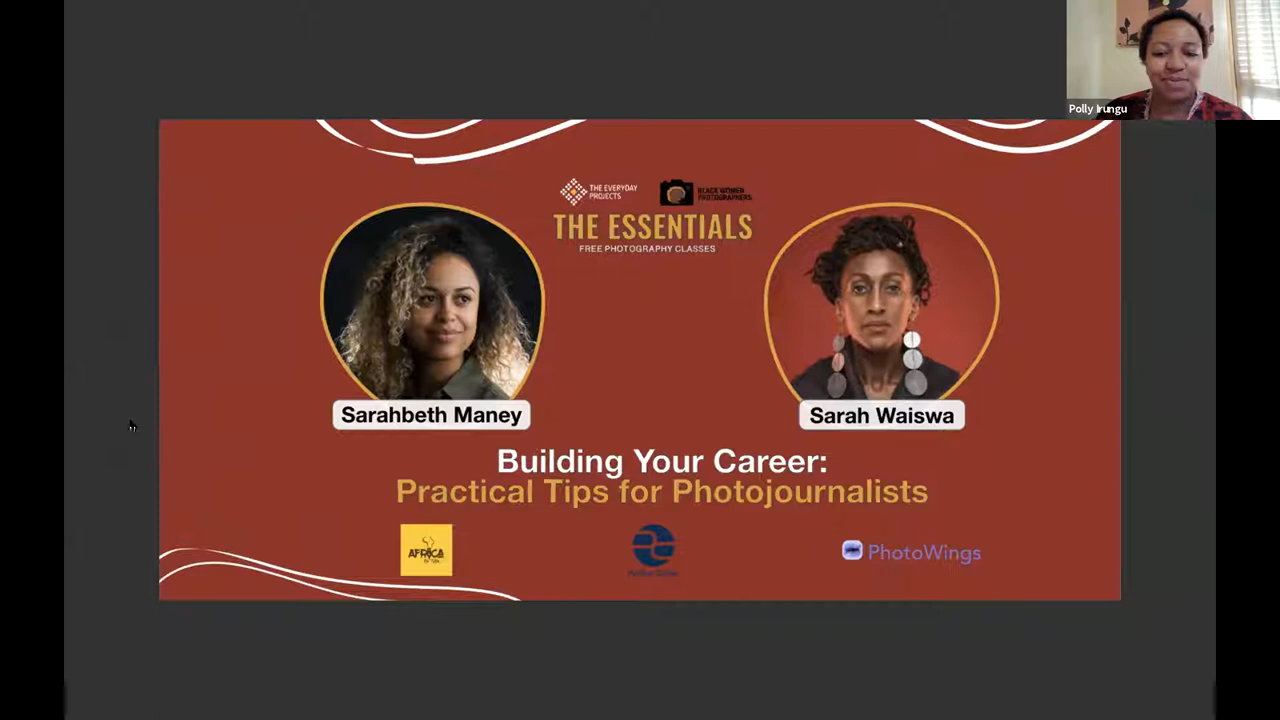 Polly Irungu
THE EVERYDAY
PROJECTS
BLACK WOMEN
PHOTOGRAPHERS
THE ESSENTIALS
FREE PHOTOGRAPHY CLASSES
Sarahbeth Maney
Sarah Waiswa
Building Your Career:
Practical Tips for Photojournalists
AFRICA
PhotoWings